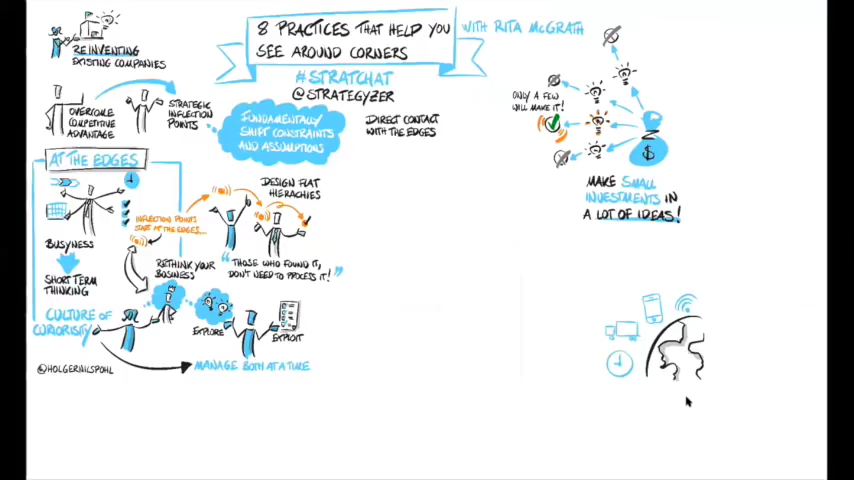 8 PRACTICES THAT HELP YOU
SEE AROUND CORNERS
WITH RITA McGRATH
#STRATCHAT
@STRATEGYZER
REINVENTING
EXISTING COMPANIES
OVERCOME
COMPETITIVE
ADVANTAGE
STRATEGIC
INFLECTION
POINTS
FUNDAMENTALLY
SHIFT CONSTRAINTS
AND ASSUMPTIONS
DIRECT CONTACT
WITH THE EDGES
ONLY A FEW
WILL MAKE IT!
$
MAKE SMALL
INVESTMENTS IN
A LOT OF IDEAS!
AT THE EDGES
BUSYNESS
SHORT TERM
THINKING
INFLECTION POINTS
START AT THE EDGES...
DESIGN FLAT
HIERACHIES
"THOSE WHO FOUND IT,
DON'T NEED TO PROCESS IT!"
RETHINK YOUR
BUSINESS
CULTURE OF
CURIORISITY
EXPLORE
EXPLOIT
MANAGE BOTH AT A TIME
@HOLGERNILSPOHL